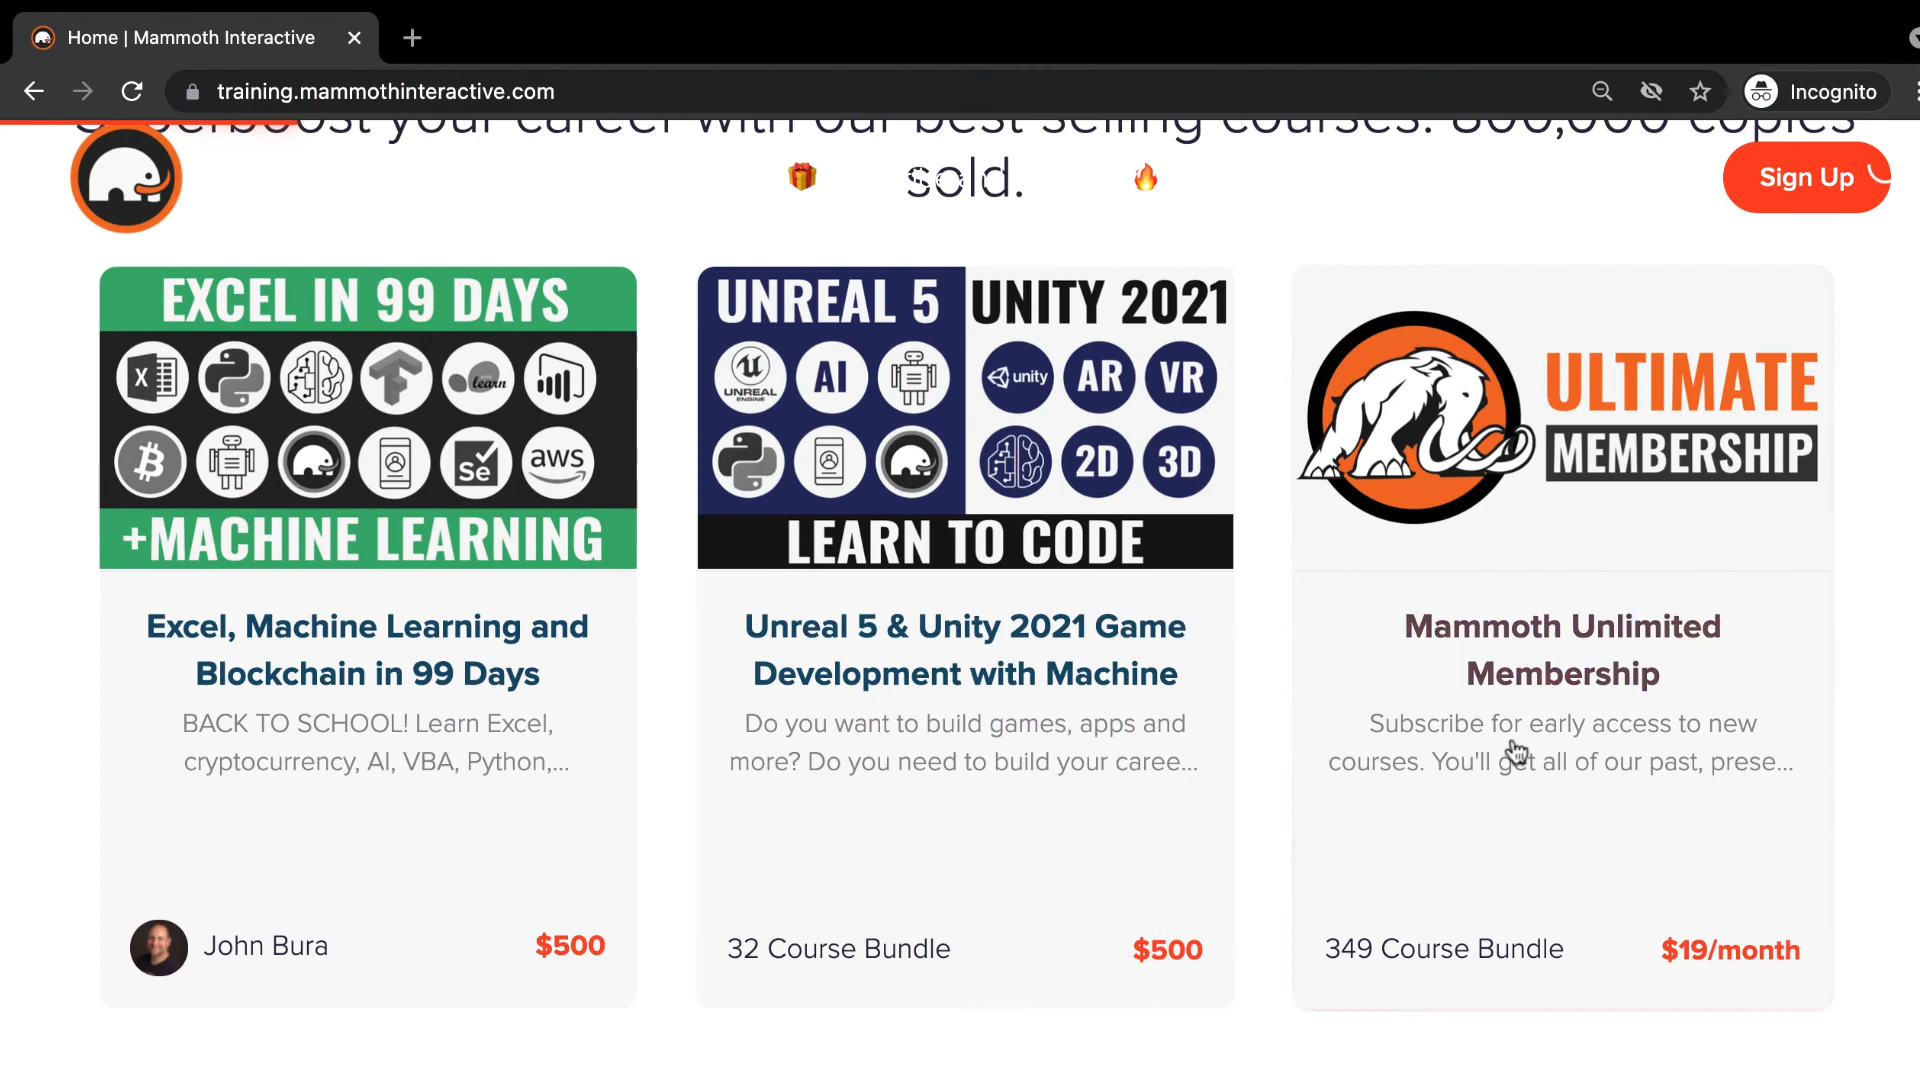 Home | Mammoth Interactive
training.mammothinteractive.com
Incognito
Superboost your career with our best selling courses. 800,000 copies
sold.
Sign Up
EXCEL IN 99 DAYS
X
learn
Se
aws
+MACHINE LEARNING
UNREAL 5
UNITY 2021
UNREAL
ENGINE
AI
unity
AR
VR
2D
3D
LEARN TO CODE
ULTIMATE
MEMBERSHIP
Excel, Machine Learning and
Blockchain in 99 Days
BACK TO SCHOOL! Learn Excel,
cryptocurrency, AI, VBA, Python,...
John Bura
$500
Unreal 5 & Unity 2021 Game
Development with Machine
Do you want to build games, apps and
more? Do you need to build your caree...
32 Course Bundle
$500
Mammoth Unlimited
Membership
Subscribe for early access to new
courses. You'll get all of our past, prese...
349 Course Bundle
$19/month